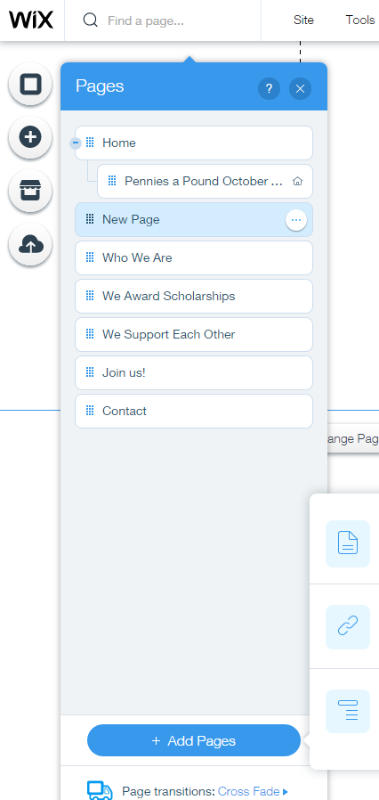 WiX Find a page... Site Tools
Pages ?
Home
Pennies a Pound October ...
New Page
Who We Are
We Award Scholarships
We Support Each Other
Join us!
Contact
ange Pag
+ Add Pages
Page transitions: Cross Fade